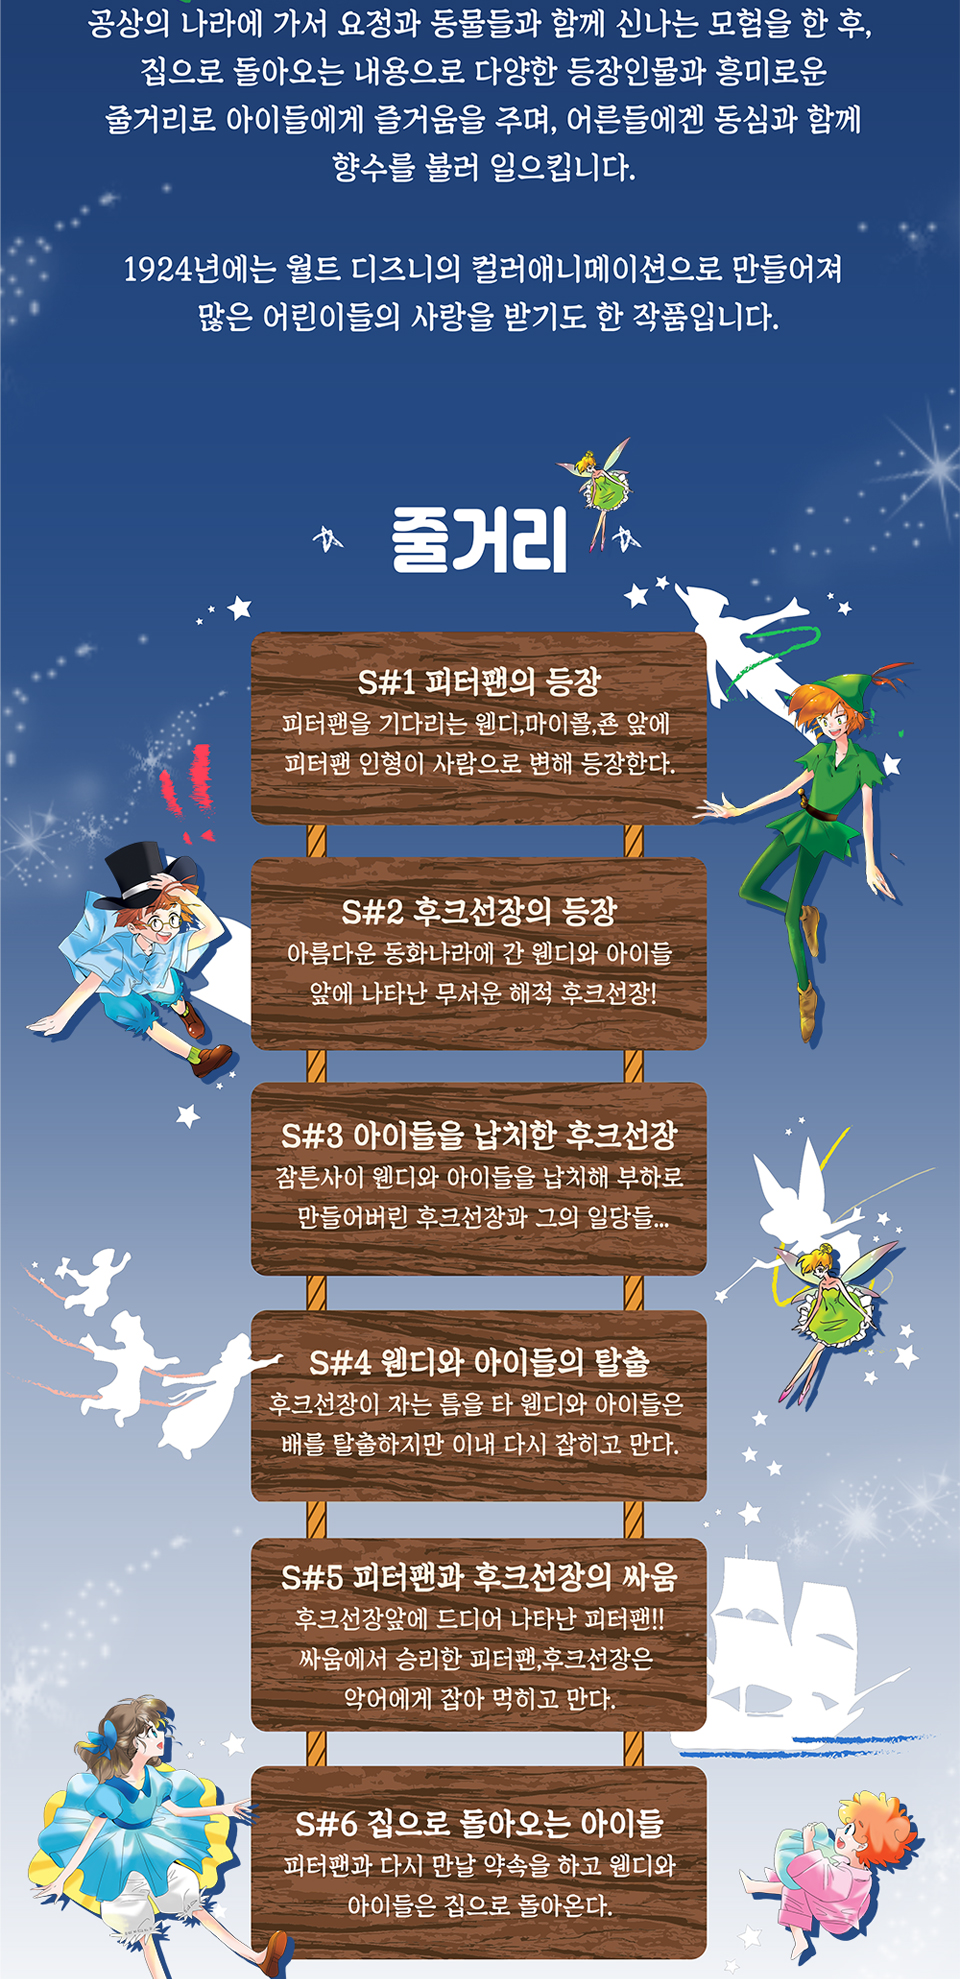 공상의 나라에 가서 요정과 동물들과 함께 신나는 모험을 한 후,
집으로 돌아오는 내용으로 다양한 등장인물과 흥미로운
줄거리로 아이들에게 즐거움을 주며, 어른들에겐 동심과 함께
향수를 불러 일으킵니다.
1924년에는 월트 디즈니의 컬러애니메이션으로 만들어져
많은 어린이들의 사랑을 받기도 한 작품입니다.
줄거리
S#1 피터팬의 등장
피터팬을 기다리는 웬디,마이콜,죤 앞에
피터팬 인형이 사람으로 변해 등장한다.
S#2 후크선장의 등장
아름다운 동화나라에 간 웬디와 아이들
앞에 나타난 무서운 해적 후크선장!
S#3 아이들을 납치한 후크선장
잠튼사이 웬디와 아이들을 납치해 부하로
만들어버린 후크선장과 그의 일당들...
S#4 웬디와 아이들의 탈출
후크선장이 자는 틈을 타 웬디와 아이들은
배를 탈출하지만 이내 다시 잡히고 만다.
S#5 피터팬과 후크선장의 싸움
후크선장앞에 드디어 나타난 피터팬!!
싸움에서 승리한 피터팬,후크선장은
악어에게 잡아 먹히고 만다.
S#6 집으로 돌아오는 아이들
피터팬과 다시 만날 약속을 하고 웬디와
아이들은 집으로 돌아온다.